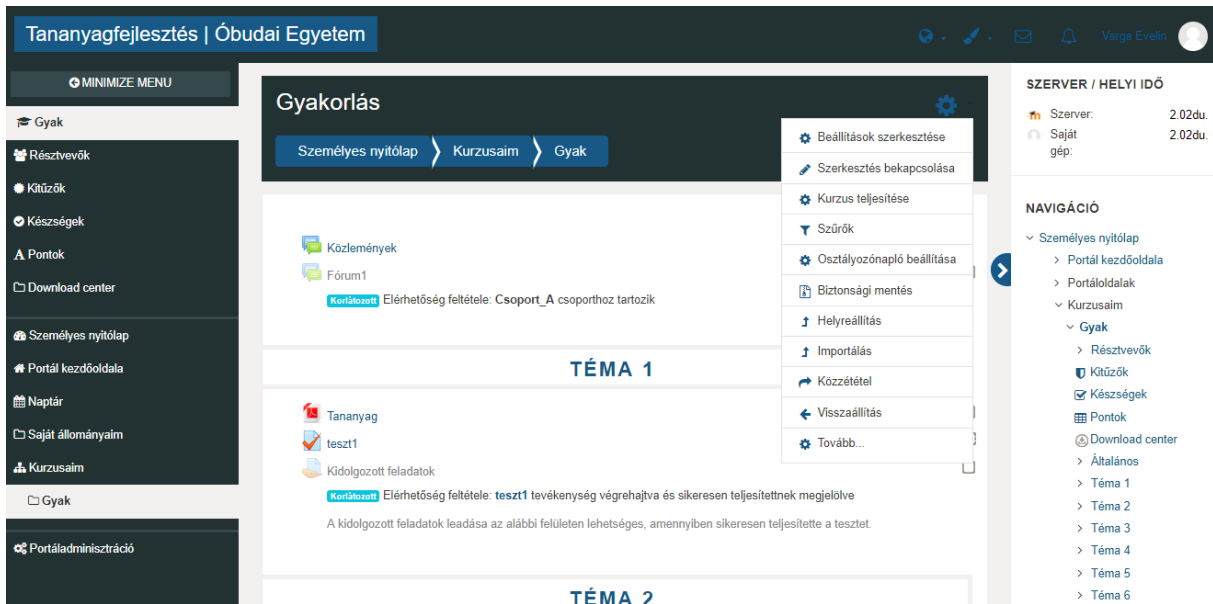 Tananyagfejlesztés | Óbudai Egyetem
Varga Evelin
MINIMIZE MENU
Gyak
Résztvevők
Kitűzők
Készségek
Pontok
Download center
Személyes nyitólap
Portál kezdőoldala
Naptár
Saját állományaim
Kurzusaim
Gyak
Portáladminisztráció
Gyakorlás
Személyes nyitólap
Kurzusaim
Gyak
Beállítások szerkesztése
Szerkesztés bekapcsolása
Kurzus teljesítése
Szűrők
Osztályozónapló beállítása
Biztonsági mentés
Helyreállítás
Importálás
Közzététel
Visszaállítás
Tovább...
Közlemények
Fórum1
Korlátozott Elérhetőség feltétele: Csoport_A csoporthoz tartozik
TÉMA 1
Tananyag
teszt1
Kidolgozott feladatok
Korlátozott Elérhetőség feltétele: teszt1 tevékenység végrehajtva és sikeresen teljesítettnek megjelölve
A kidolgozott feladatok leadása az alábbi felületen lehetséges, amennyiben sikeresen teljesítette a tesztet.
TÉMA 2
SZERVER / HELYI IDŐ
Szerver: 2.02du.
Saját 2.02du.
gép:
NAVIGÁCIÓ
Személyes nyitólap
Portál kezdőoldala
Portáloldalak
Kurzusaim
Gyak
Résztvevők
Kitűzők
Készségek
Pontok
Download center
Általános
Téma 1
Téma 2
Téma 3
Téma 4
Téma 5
Téma 6